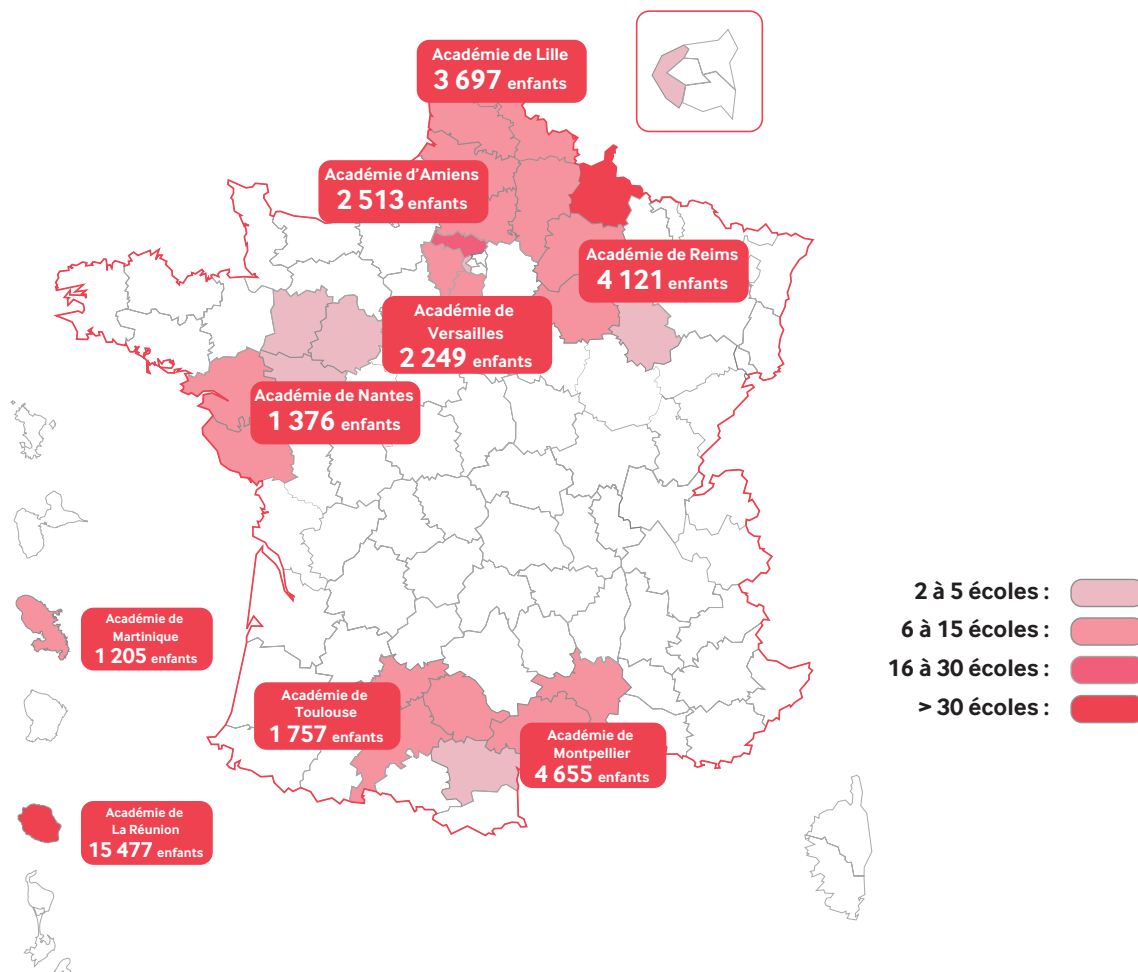 Académie de Lille
3 697 enfants
Académie d’Amiens
2 513 enfants
Académie de Reims
4 121 enfants
Académie de
Versailles
2 249 enfants
Académie de Nantes
1 376 enfants
2 à 5 écoles :
6 à 15 écoles :
16 à 30 écoles :
> 30 écoles :
Académie de
Martinique
1 205 enfants
Académie de
Toulouse
1 757 enfants
Académie de
Montpellier
4 655 enfants
Académie de
La Réunion
15 477 enfants